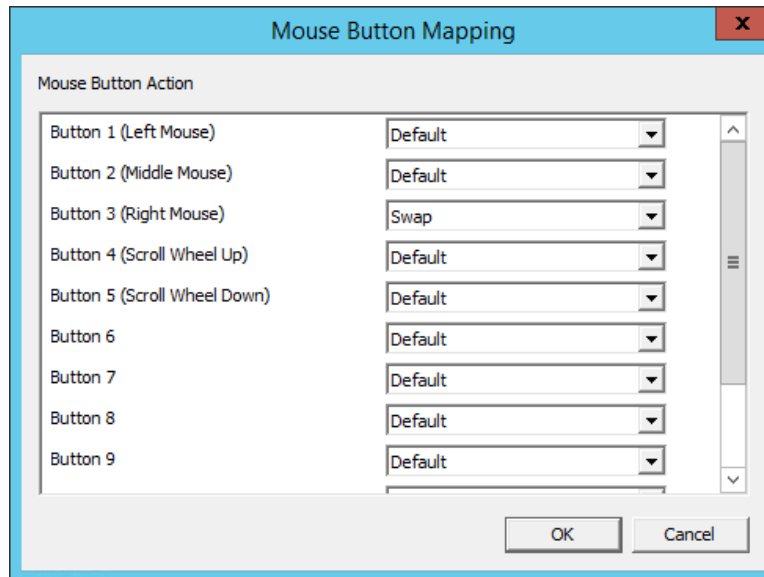 Mouse Button Mapping
x
Mouse Button Action
Button 1 (Left Mouse) Default
Button 2 (Middle Mouse) Default
Button 3 (Right Mouse) Swap
Button 4 (Scroll Wheel Up) Default
Button 5 (Scroll Wheel Down) Default
Button 6 Default
Button 7 Default
Button 8 Default
Button 9 Default
OK Cancel